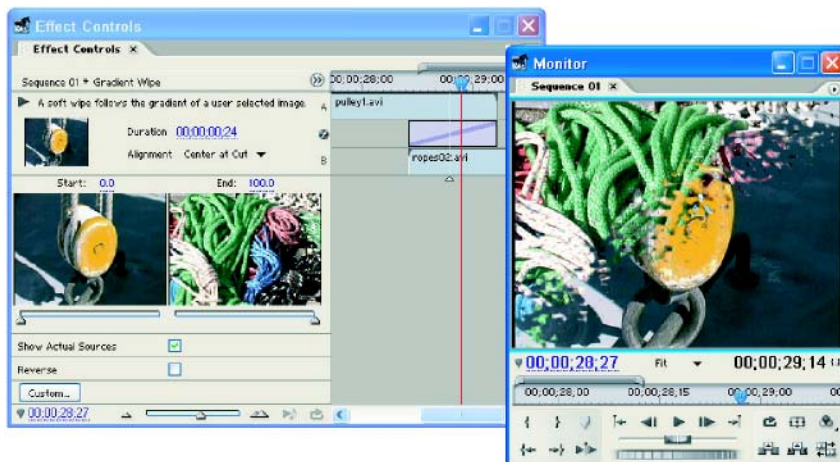 Effect Controls
Effect Controls ×
Sequence 01 * Gradient Wipe
00;00;28;00
00;00;29;00
A soft wipe follows the gradient of a user selected image.
A
pulley1.avi
Duration 00;00;00;24
Alignment Center at Cut
B
ropes02.avi
Start: 0.0
End: 100.0
Show Actual Sources
Reverse
Custom...
00;00;28;27
Monitor
Sequence 01 ×
00;00;28;27
Fit
00;00;29;14
00;00;28;00
00;00;28;15
00;00;29;00
00